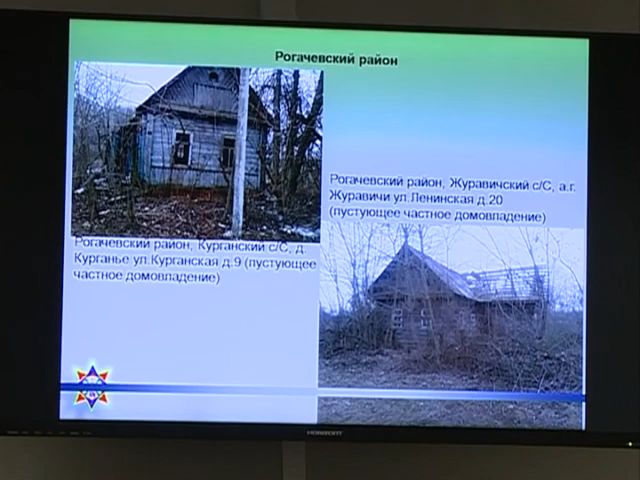 Рогачевский район
Рогачевский район, Журавичский с/С, а.г.
Журавичи ул.Ленинская д.20
(пустующее частное домовладение)
Рогачевский район, Курганский с/С, д.
Курганье ул.Курганская д.9 (пустующее
частное домовладение)
HORIZONT